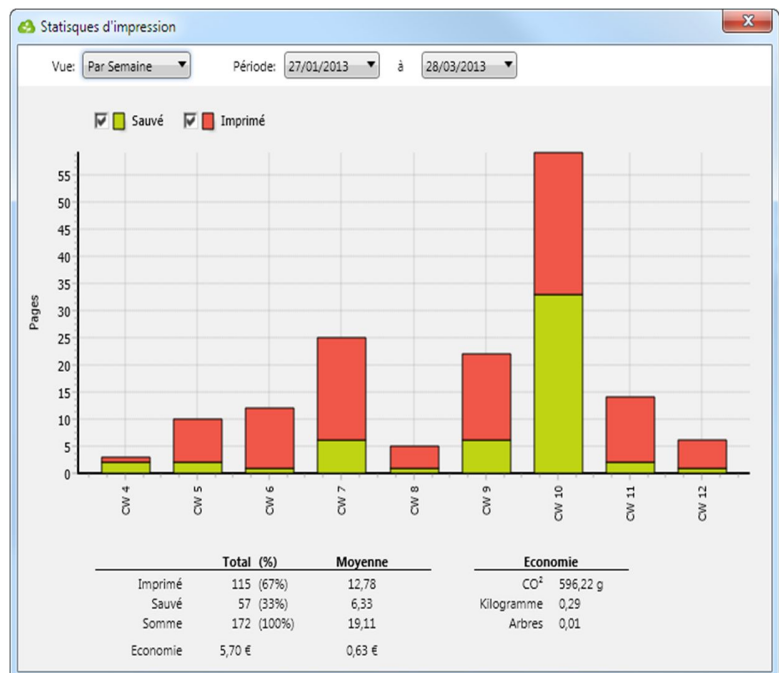 Statisques d'impression
x
Vue: Par Semaine Période: 27/01/2013 à 28/03/2013
Sauvé Imprimé
55
50
45
40
35
30
25
20
15
10
5
0
Pages
CW 4 CW 5 CW 6 CW 7 CW 8 CW 9 CW 10 CW 11 CW 12
Total (%) Moyenne Economie
Imprimé 115 (67%) 12,78 CO² 596,22 g
Sauvé 57 (33%) 6,33 Kilogramme 0,29
Somme 172 (100%) 19,11 Arbres 0,01
Economie 5,70 € 0,63 €